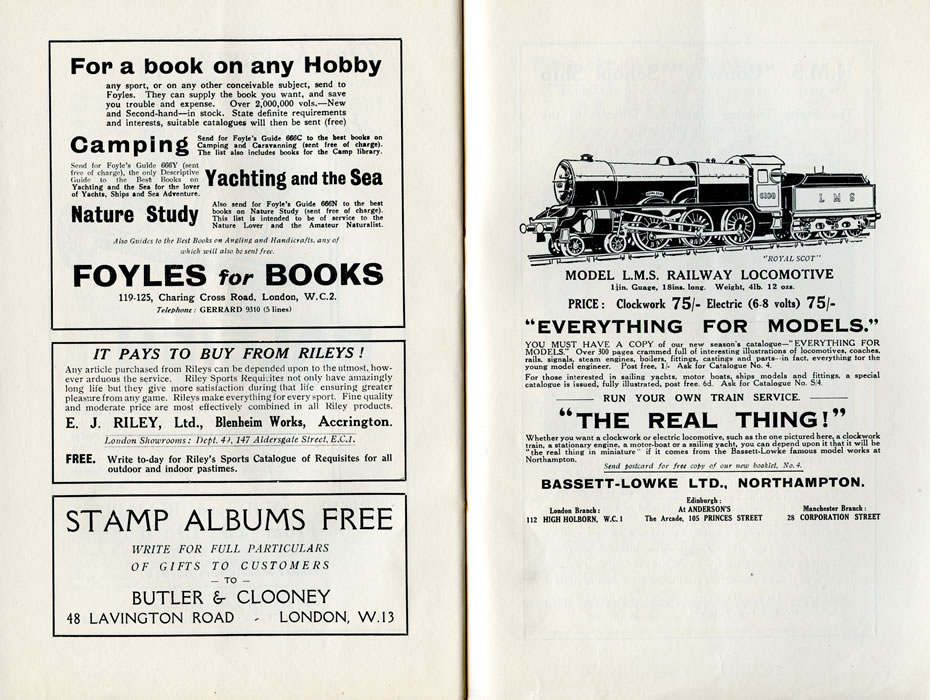 For a book on any Hobby
any sport, or on any other conceivable subject, send to
Foyles. They can supply the book you want, and save
you trouble and expense. Over 2,000,000 vols.—New
and Second-hand—in stock. State definite requirements
and interests, suitable catalogues will then be sent (free)
Camping
Send for Foyle's Guide 666C to the best books on
Camping and Caravanning (sent free of charge).
The list also includes books for the Camp library.
Send for Foyle's Guide 666Y (sent
free of charge), the only Descriptive
Guide to the Best Books on
Yachting and the Sea for the lover
of Yachts, Ships and Sea Adventure.
Yachting and the Sea
Nature Study
Also send for Foyle's Guide 666N to the best
books on Nature Study (sent free of charge).
This list is intended to be of service to the
Nature Lover and the Amateur Naturalist.
Also Guides to the Best Books on Angling and Handicrafts, any of
which will also be sent free.
FOYLES for BOOKS
119-125, Charing Cross Road, London, W.C.2.
Telephone: GERRARD 9310 (5 lines)
IT PAYS TO BUY FROM RILEYS!
Any article purchased from Rileys can be depended upon to the utmost, how-
ever arduous the service. Riley Sports Requisites not only have amazingly
long life but they give more satisfaction during that life ensuring greater
pleasure from any game. Rileys make everything for every sport. Fine quality
and moderate price are most effectively combined in all Riley products.
E. J. RILEY, Ltd., Blenheim Works, Accrington.
London Showrooms: Dept. 41, 147 Aldersgate Street, E.C.1.
FREE. Write to-day for Riley's Sports Catalogue of Requisites for all
outdoor and indoor pastimes.
STAMP ALBUMS FREE
WRITE FOR FULL PARTICULARS
OF GIFTS TO CUSTOMERS
— TO —
BUTLER & CLOONEY
48 LAVINGTON ROAD - LONDON, W.13
L M S
"ROYAL SCOT"
MODEL L.M.S. RAILWAY LOCOMOTIVE
1¼in. Guage, 18ins. long. Weight, 4lb. 12 ozs.
PRICE: Clockwork 75/- Electric (6-8 volts) 75/-
"EVERYTHING FOR MODELS."
YOU MUST HAVE A COPY of our new season's catalogue—"EVERYTHING FOR
MODELS." Over 300 pages crammed full of interesting illustrations of locomotives, coaches,
rails, signals, steam engines, boilers, fittings, castings and parts—in fact, everything for the
young model engineer. Post free, 1/- Ask for Catalogue No. 4.
For those interested in sailing yachts, motor boats, ships models and fittings, a special
catalogue is issued, fully illustrated, post free. 6d. Ask for Catalogue No. S/4.
RUN YOUR OWN TRAIN SERVICE.
"THE REAL THING!"
Whether you want a clockwork or electric locomotive, such as the one pictured here, a clockwork
train, a stationary engine, a motor-boat or a sailing yacht, you can depend upon it that it will be
"the real thing in miniature" if it comes from the Bassett-Lowke famous model works at
Northampton.
Send postcard for free copy of our new booklet, No. 4.
BASSETT-LOWKE LTD., NORTHAMPTON.
London Branch:
112 HIGH HOLBORN, W.C.1
Edinburgh:
At ANDERSON'S
The Arcade, 105 PRINCES STREET
Manchester Branch:
28 CORPORATION STREET